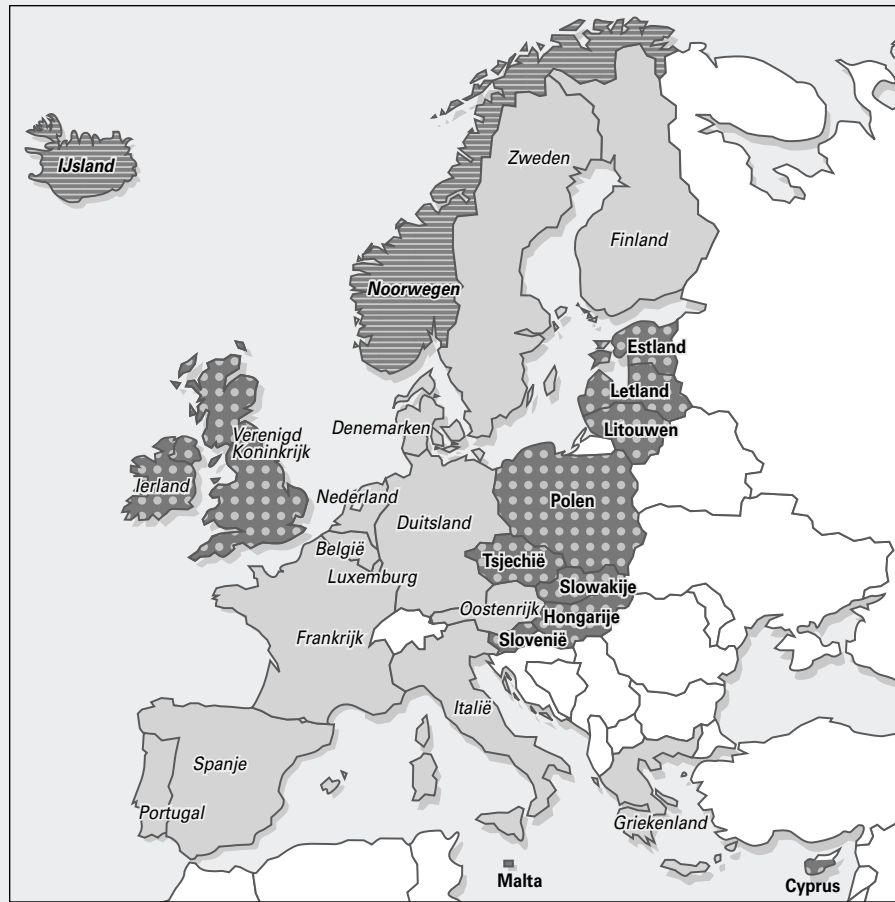 IJsland
Zweden
Finland
Noorwegen
Estland
Letland
Litouwen
Denemarken
Verenigd
Koninkrijk
Ierland
Nederland
Polen
Duitsland
België
Tsjechië
Luxemburg
Slowakije
Oostenrijk
Hongarije
Slovenië
Frankrijk
Italië
Spanje
Portugal
Griekenland
Malta
Cyprus